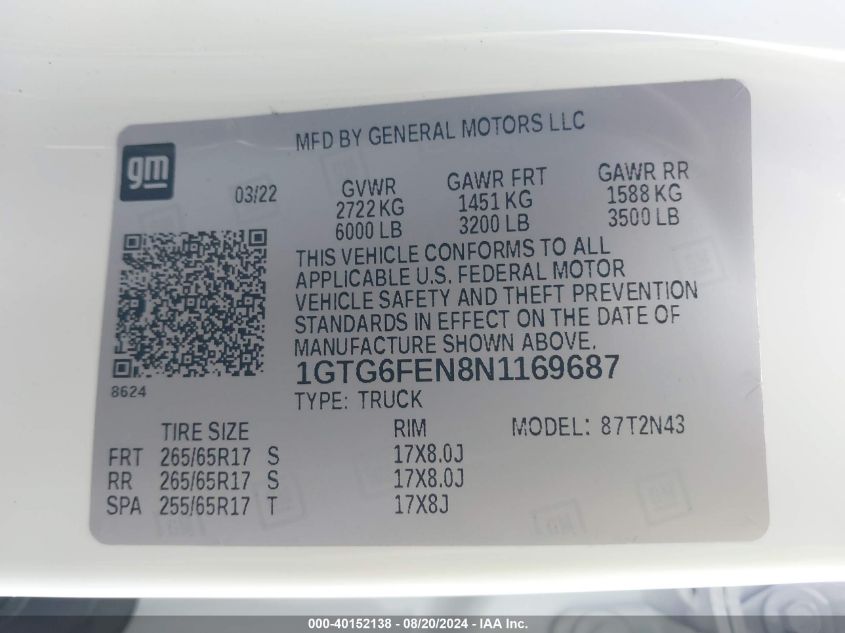 MFD BY GENERAL MOTORS LLC
gm
03/22
GVWR GAWR FRT GAWR RR
2722 KG 1451 KG 1588 KG
6000 LB 3200 LB 3500 LB
THIS VEHICLE CONFORMS TO ALL
APPLICABLE U.S. FEDERAL MOTOR
VEHICLE SAFETY AND THEFT PREVENTION
STANDARDS IN EFFECT ON THE DATE OF
MANUFACTURE SHOWN ABOVE.
1GTG6FEN8N1169687
8624
TYPE: TRUCK
TIRE SIZE RIM MODEL: 87T2N43
FRT 265/65R17 S 17X8.0J
RR 265/65R17 S 17X8.0J
SPA 255/65R17 T 17X8J
000-40152138 - 08/20/2024 - IAA Inc.